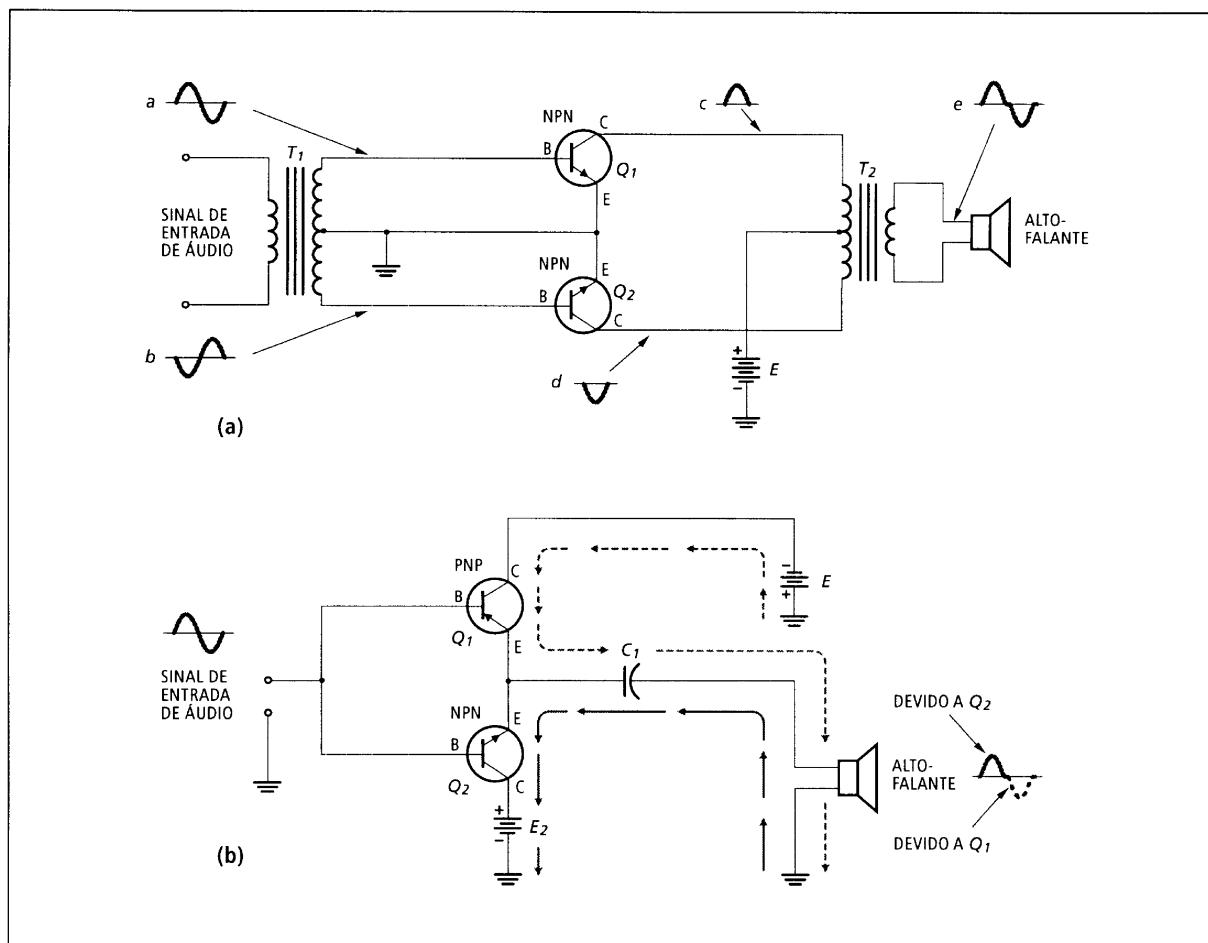 a
c
e
NPN
C
B
Q1
E
T1
T2
SINAL DE
ENTRADA
DE ÁUDIO
ALTO-
FALANTE
NPN
E
Q2
B
C
b
d
+
E
−
(a)
PNP
C
B
Q1
E
−
E
+
C1
SINAL DE
ENTRADA
DE ÁUDIO
NPN
E
B
Q2
C
DEVIDO A Q2
ALTO-
FALANTE
+
E2
−
DEVIDO A Q1
(b)